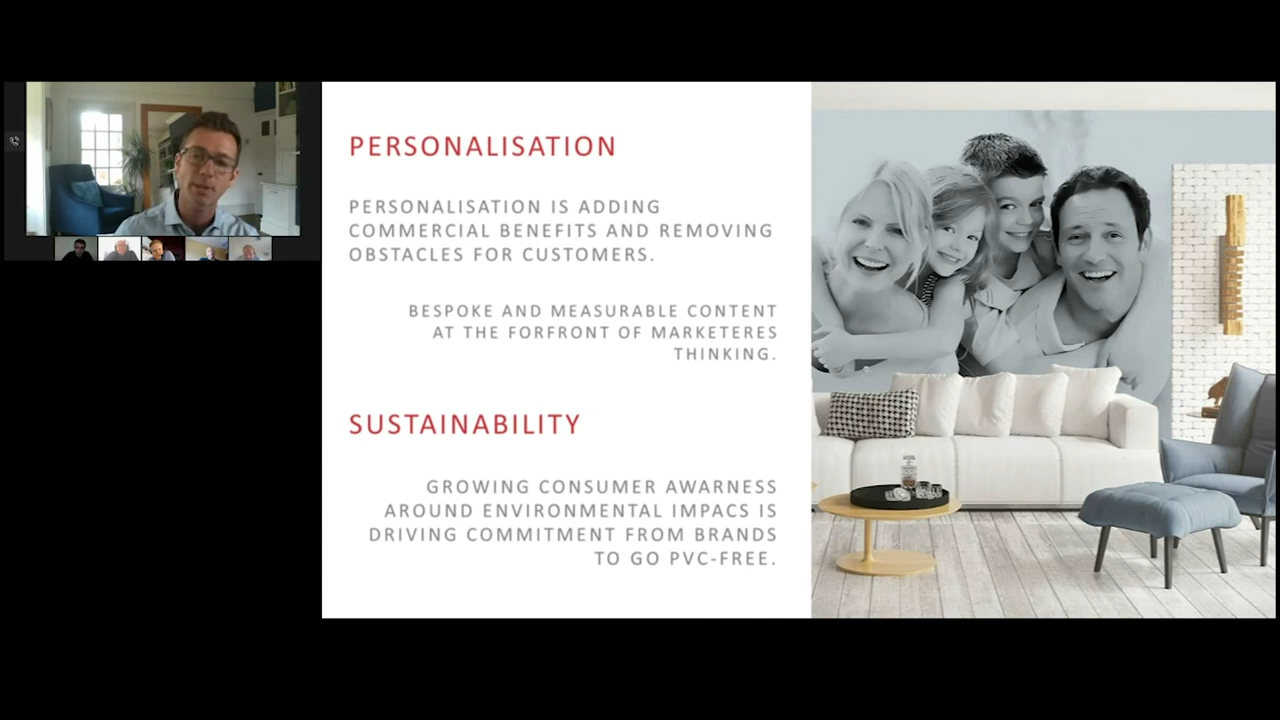 PERSONALISATION
PERSONALISATION IS ADDING
COMMERCIAL BENEFITS AND REMOVING
OBSTACLES FOR CUSTOMERS.
BESPOKE AND MEASURABLE CONTENT
AT THE FORFRONT OF MARKETERES
THINKING.
SUSTAINABILITY
GROWING CONSUMER AWARNESS
AROUND ENVIRONMENTAL IMPACS IS
DRIVING COMMITMENT FROM BRANDS
TO GO PVC-FREE.